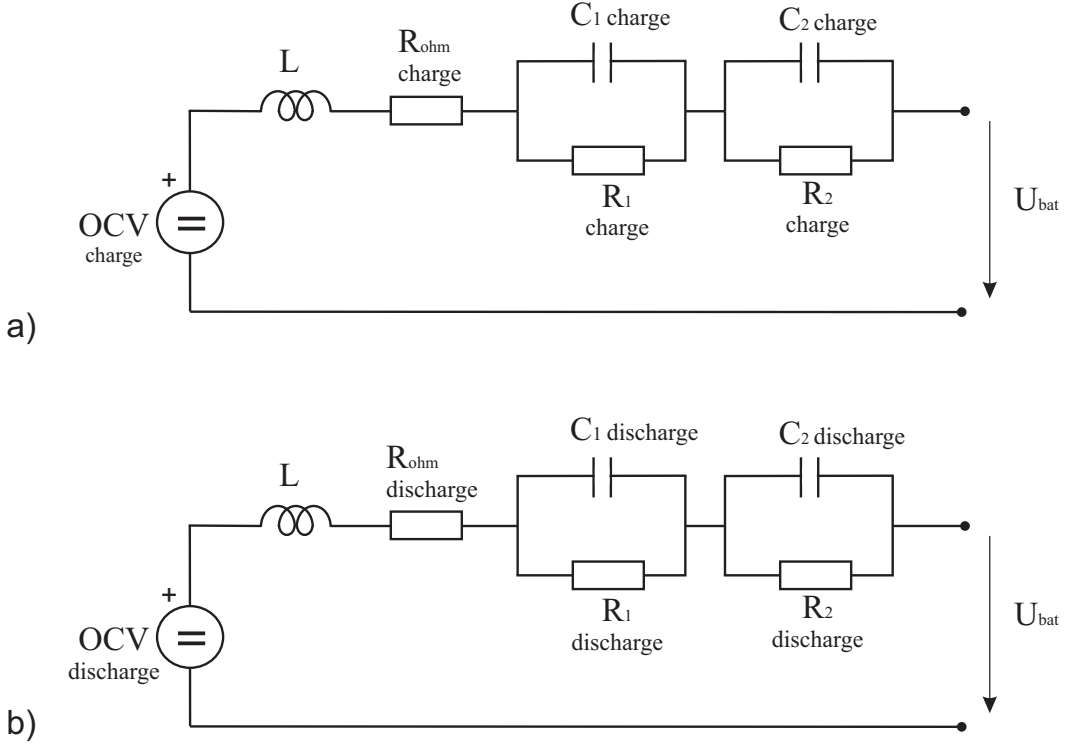 C1 charge
C2 charge
Rohm
charge
L
+
OCV
charge
=
R1
charge
R2
charge
Ubat
a)
C1 discharge
C2 discharge
Rohm
discharge
L
+
OCV
discharge
=
R1
discharge
R2
discharge
Ubat
b)